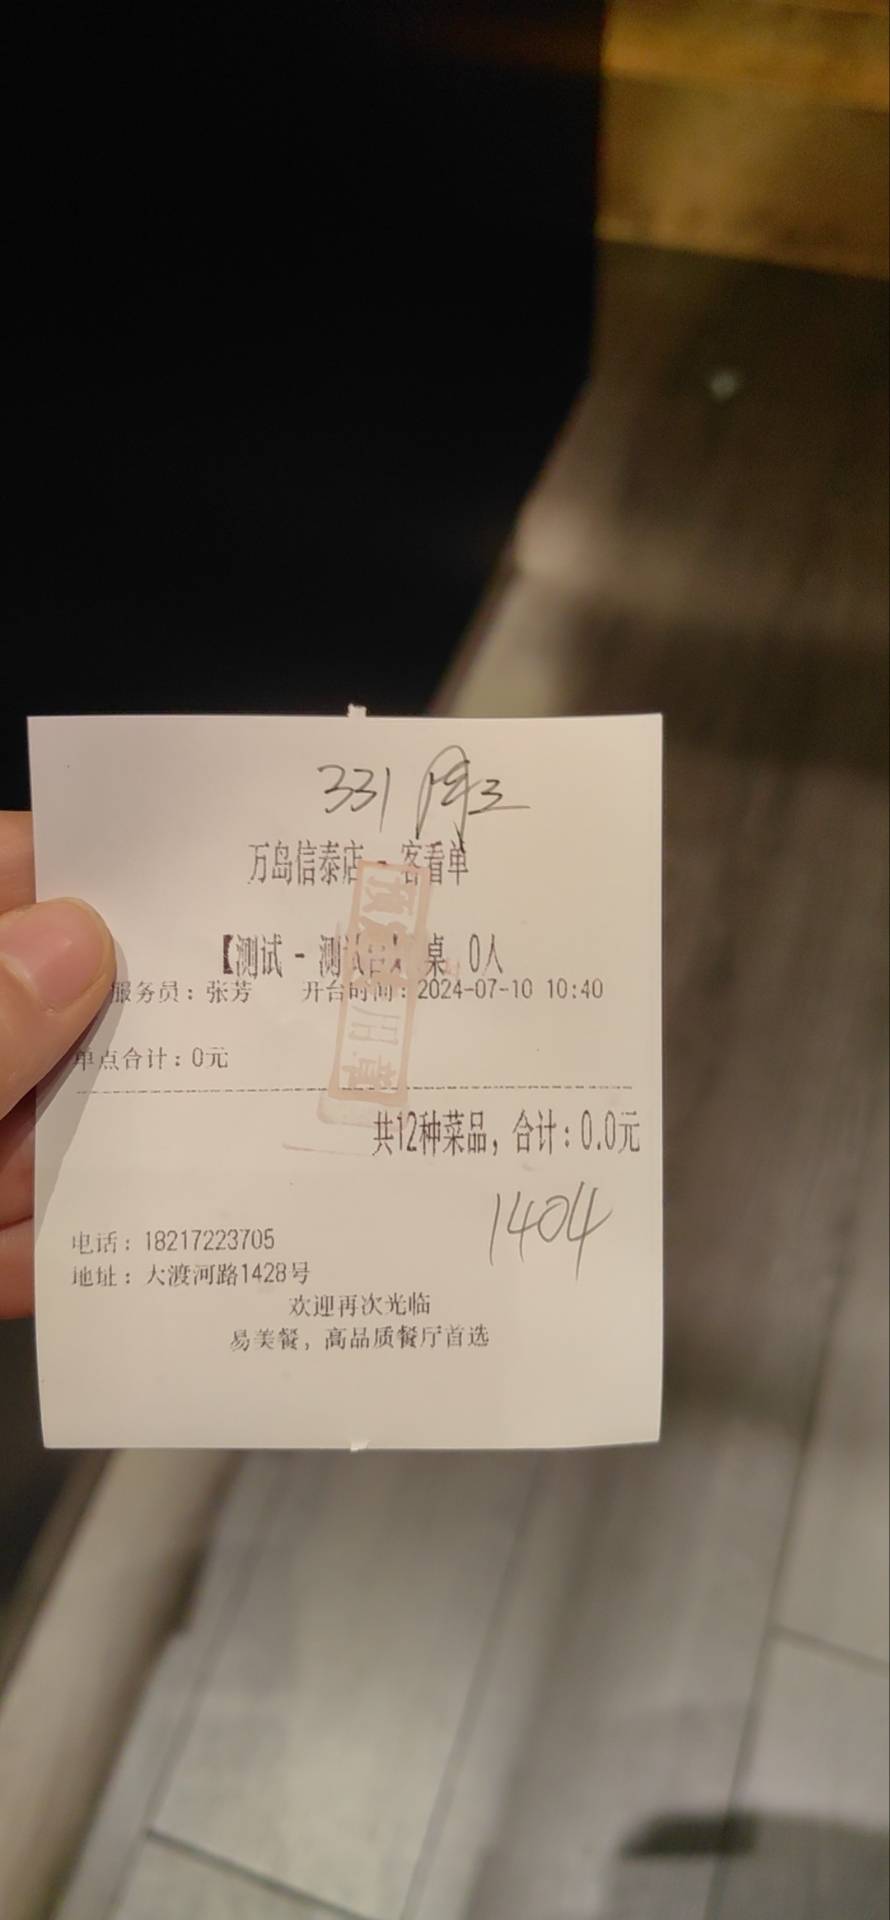 331 周三
万岛信泰店 - 客看单
【测试 - 测试 桌 0人
服务员：张芳 开台时间：2024-07-10 10:40
单点合计：0元
共12种菜品，合计：0.0元
1404
电话：18217223705
地址：大渡河路1428号
欢迎再次光临
易美餐，高品质餐厅首选
用章